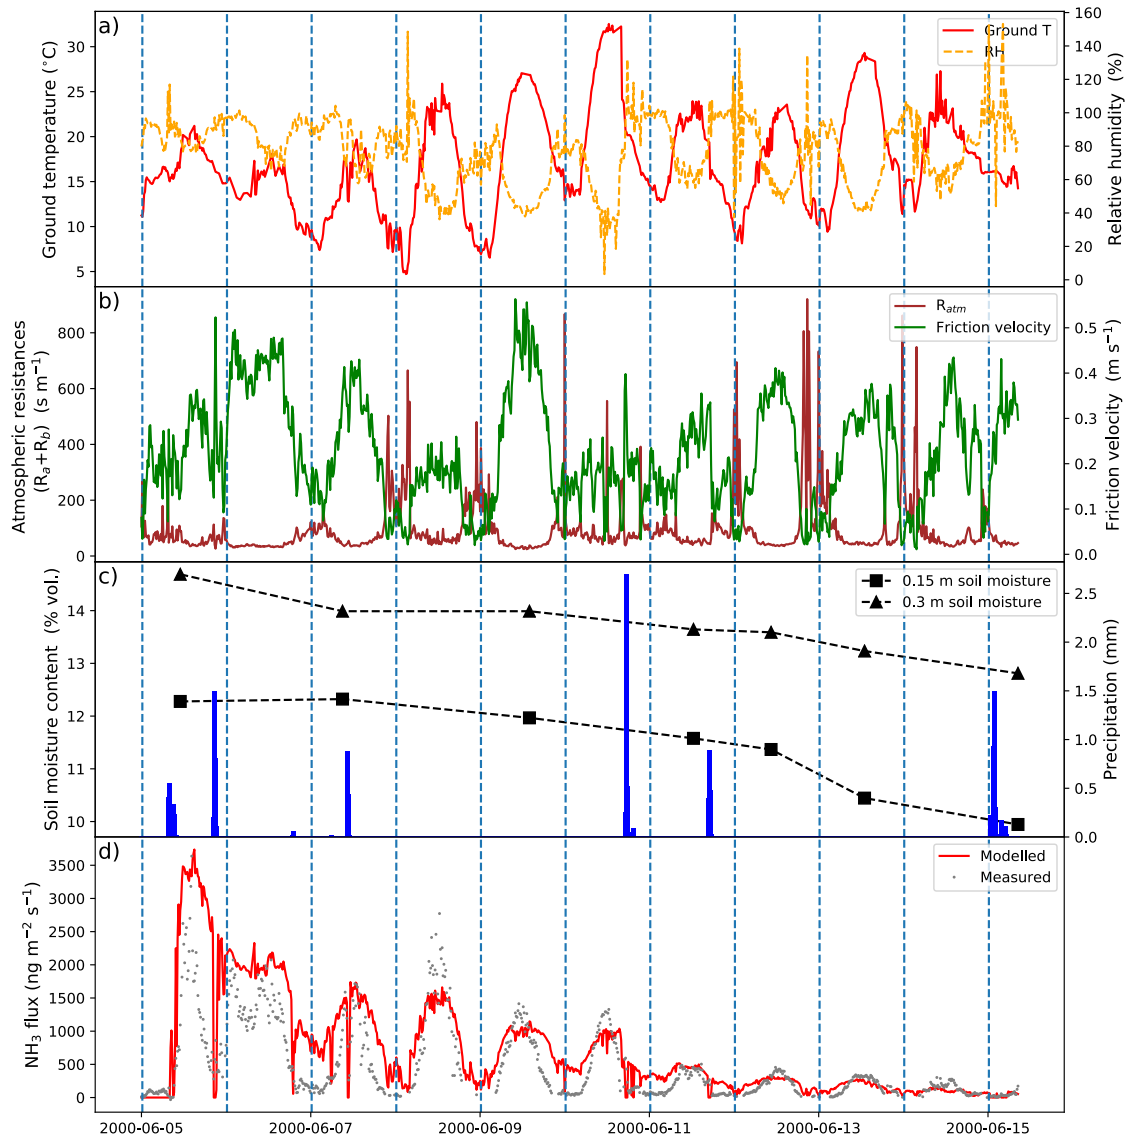 a)
Ground T
RH
Ground temperature (°C)
30
25
20
15
10
5
160
140
120
100
80
60
40
20
0
Relative humidity (%)
b)
R_atm
Friction velocity
Atmospheric resistances
(R_a+R_b) (s m⁻¹)
800
600
400
200
0
0.5
0.4
0.3
0.2
0.1
0.0
Friction velocity (m s⁻¹)
c)
0.15 m soil moisture
0.3 m soil moisture
Soil moisture content (% vol.)
14
13
12
11
10
2.5
2.0
1.5
1.0
0.5
0.0
Precipitation (mm)
d)
Modelled
Measured
NH₃ flux (ng m⁻² s⁻¹)
3500
3000
2500
2000
1500
1000
500
0
2000-06-05
2000-06-07
2000-06-09
2000-06-11
2000-06-13
2000-06-15